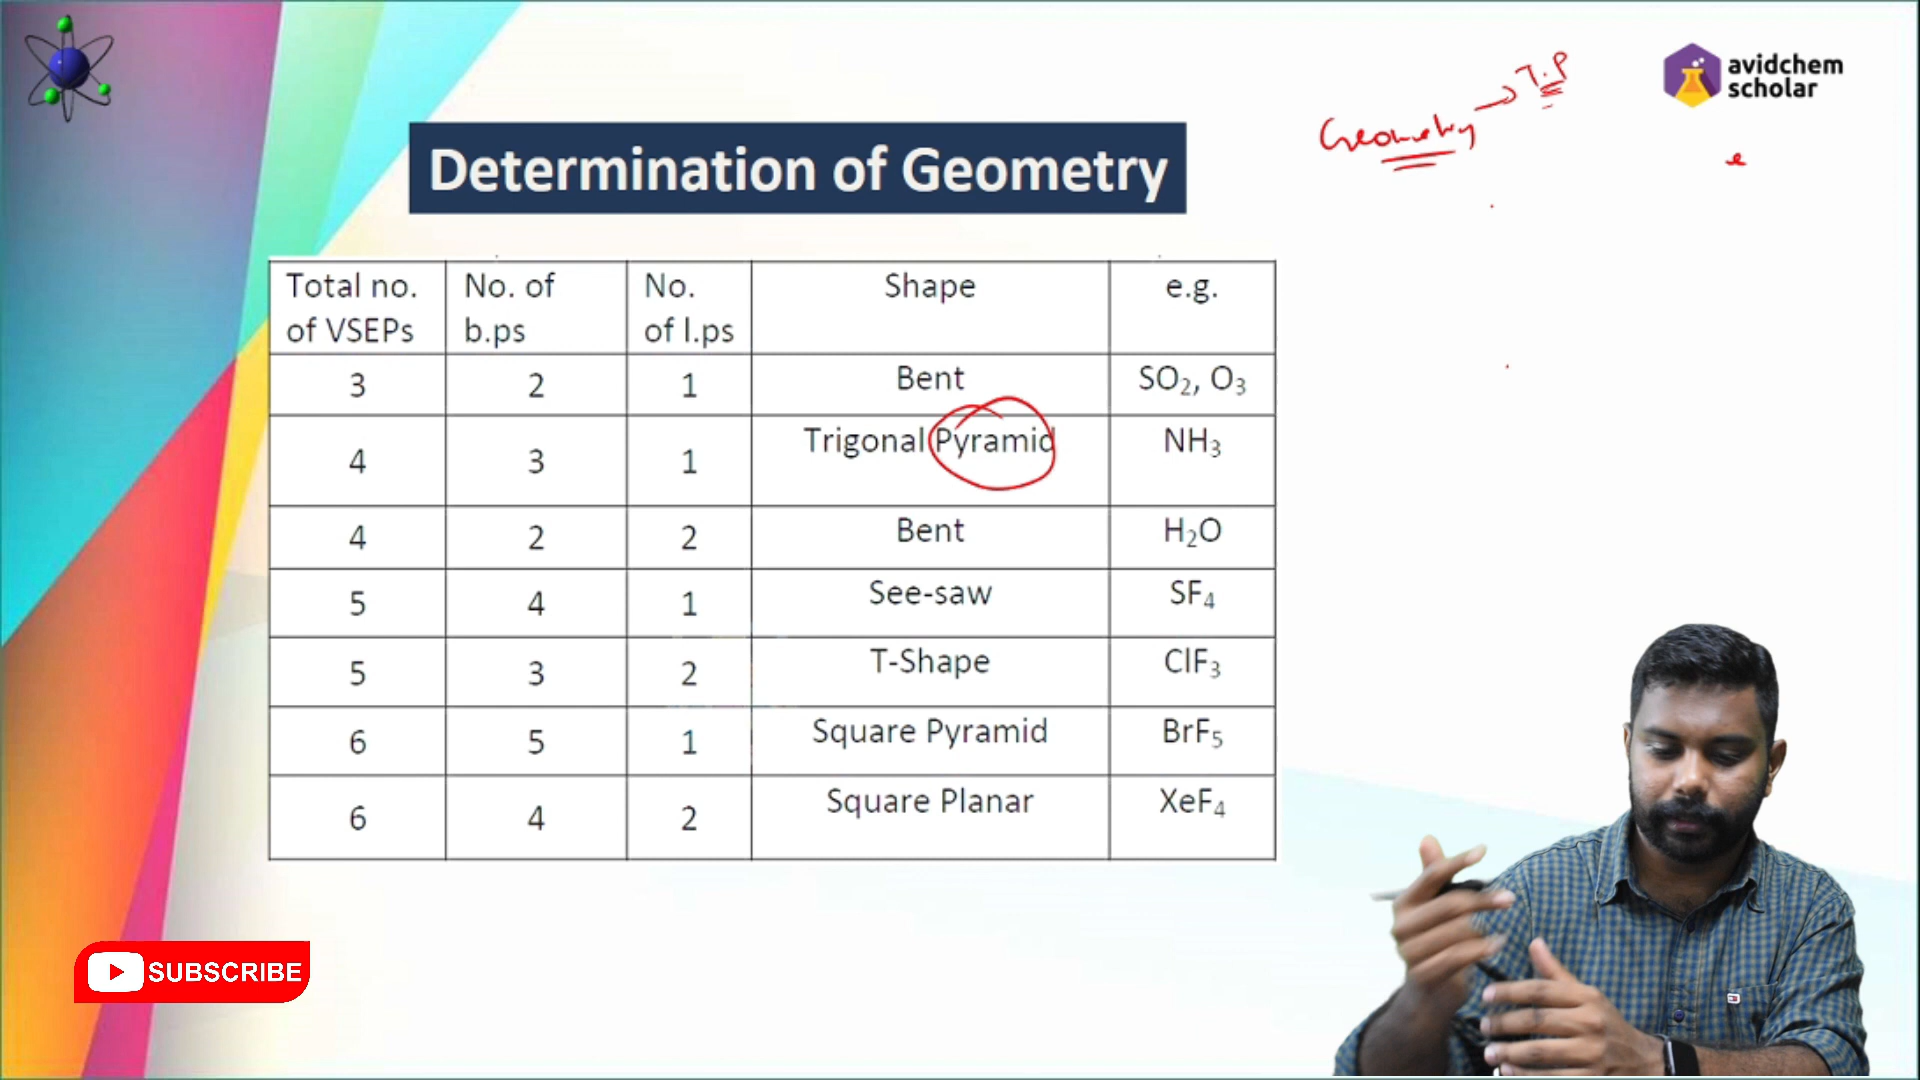 avidchem
scholar
Geometry → T.P
e
Determination of Geometry
Total no. of VSEPs | No. of b.ps | No. of l.ps | Shape | e.g.
3 | 2 | 1 | Bent | SO₂, O₃
4 | 3 | 1 | Trigonal Pyramid | NH₃
4 | 2 | 2 | Bent | H₂O
5 | 4 | 1 | See-saw | SF₄
5 | 3 | 2 | T-Shape | ClF₃
6 | 5 | 1 | Square Pyramid | BrF₅
6 | 4 | 2 | Square Planar | XeF₄
SUBSCRIBE